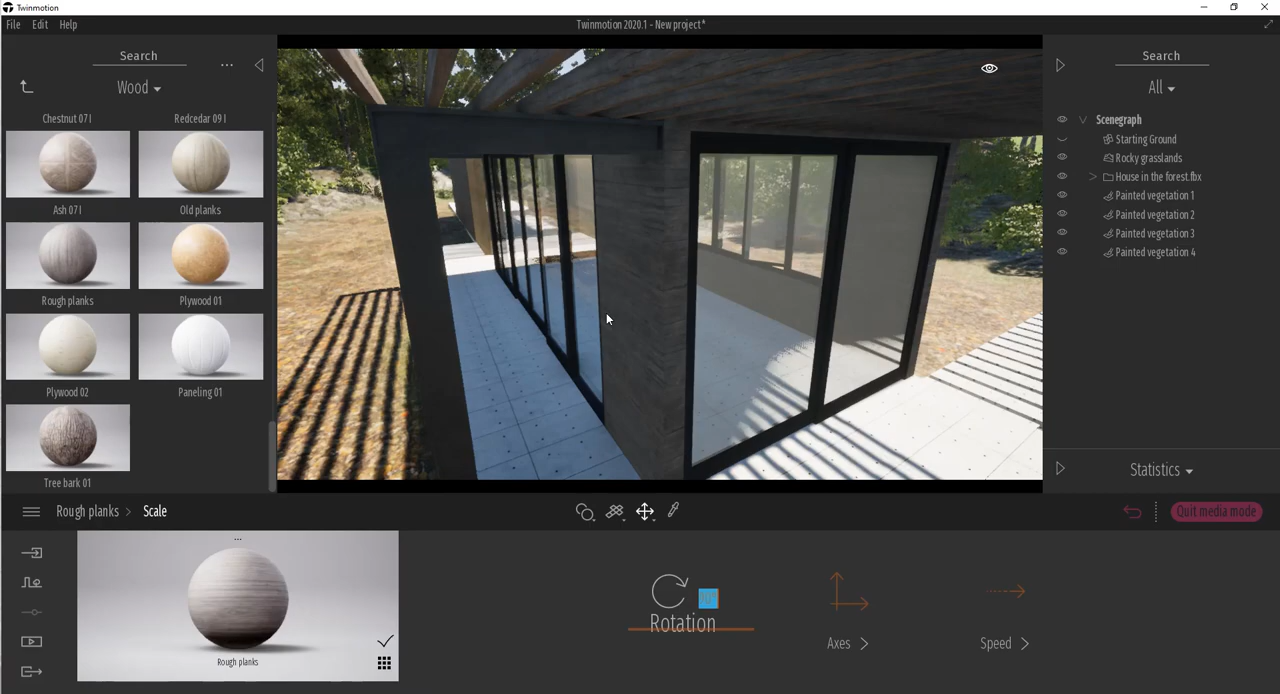 Twinmotion
File Edit Help
Twinmotion 2020.1 - New project*
Search
...
Wood
Chestnut 07 I
Redcedar 09 I
Ash 07 I
Old planks
Rough planks
Plywood 01
Plywood 02
Paneling 01
Tree bark 01
Search
All
Scenegraph
Starting Ground
Rocky grasslands
House in the forest.fbx
Painted vegetation 1
Painted vegetation 2
Painted vegetation 3
Painted vegetation 4
Statistics
Rough planks > Scale
Quit media mode
...
Rough planks
90°
Rotation
Axes
Speed